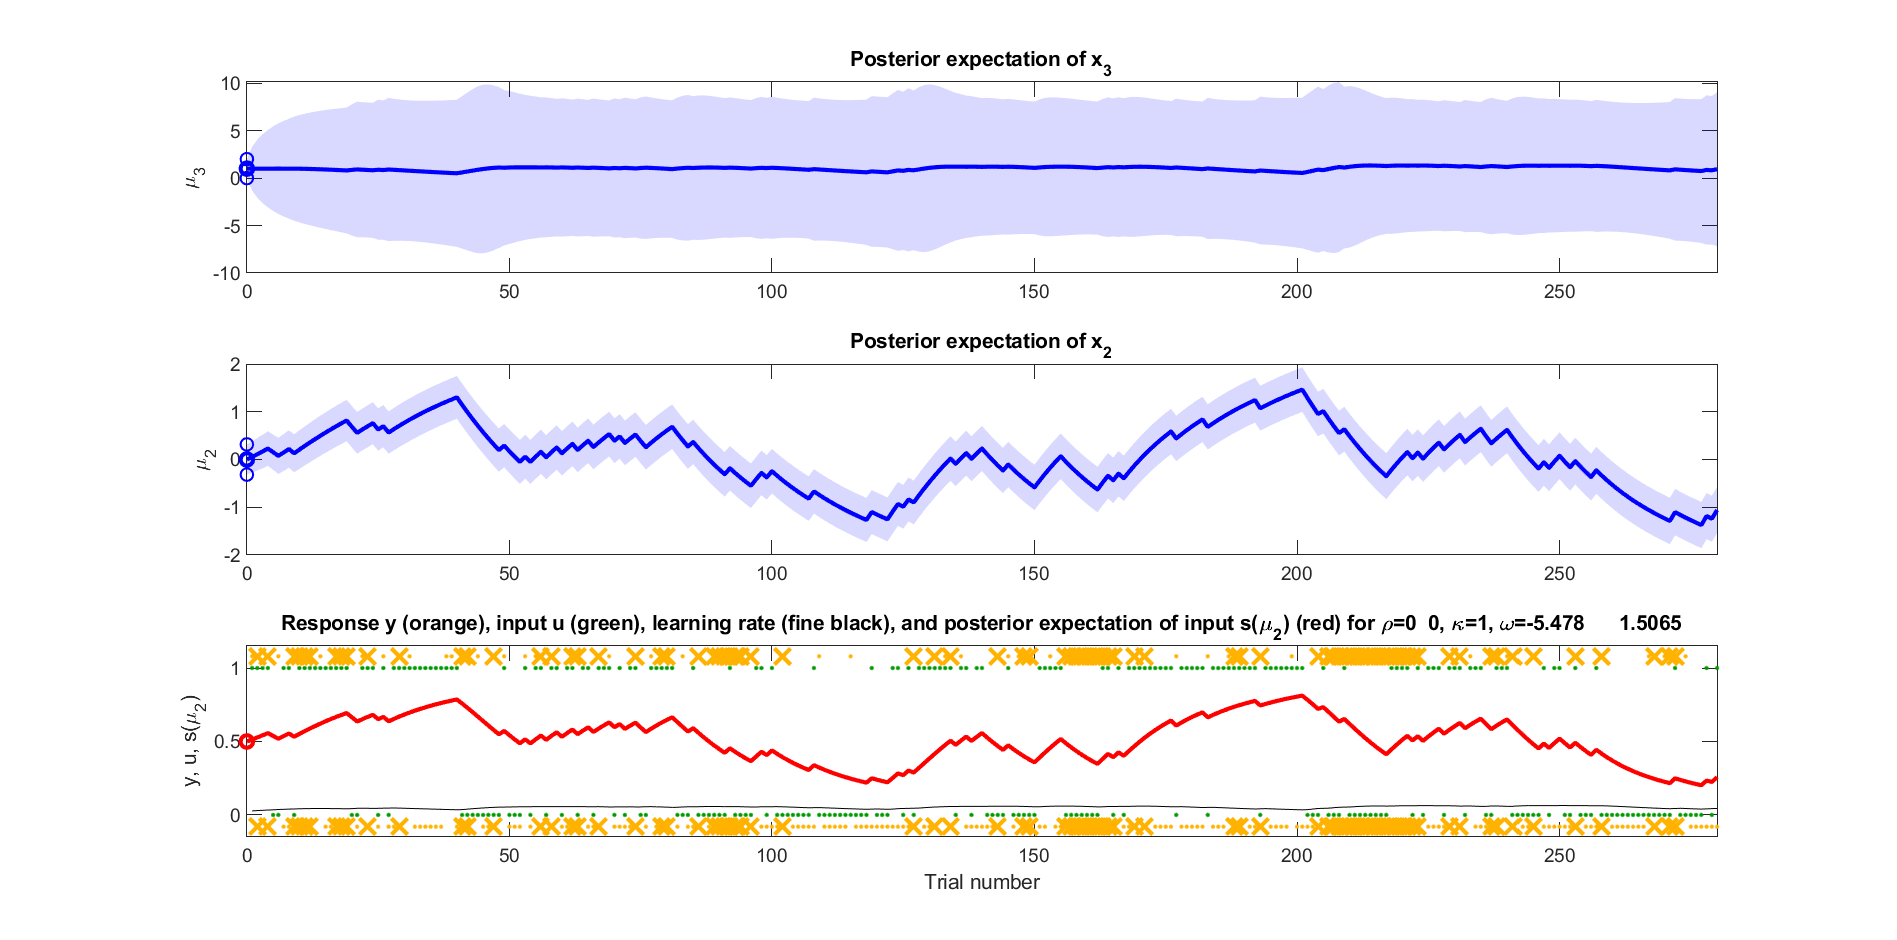 Posterior expectation of x3
10
5
0
-5
-10
μ3
0 50 100 150 200 250
Posterior expectation of x2
2
1
0
-1
-2
μ2
0 50 100 150 200 250
Response y (orange), input u (green), learning rate (fine black), and posterior expectation of input s(μ2) (red) for ρ=0 0, κ=1, ω=-5.478 1.5065
1
0.5
0
y, u, s(μ2)
0 50 100 150 200 250
Trial number